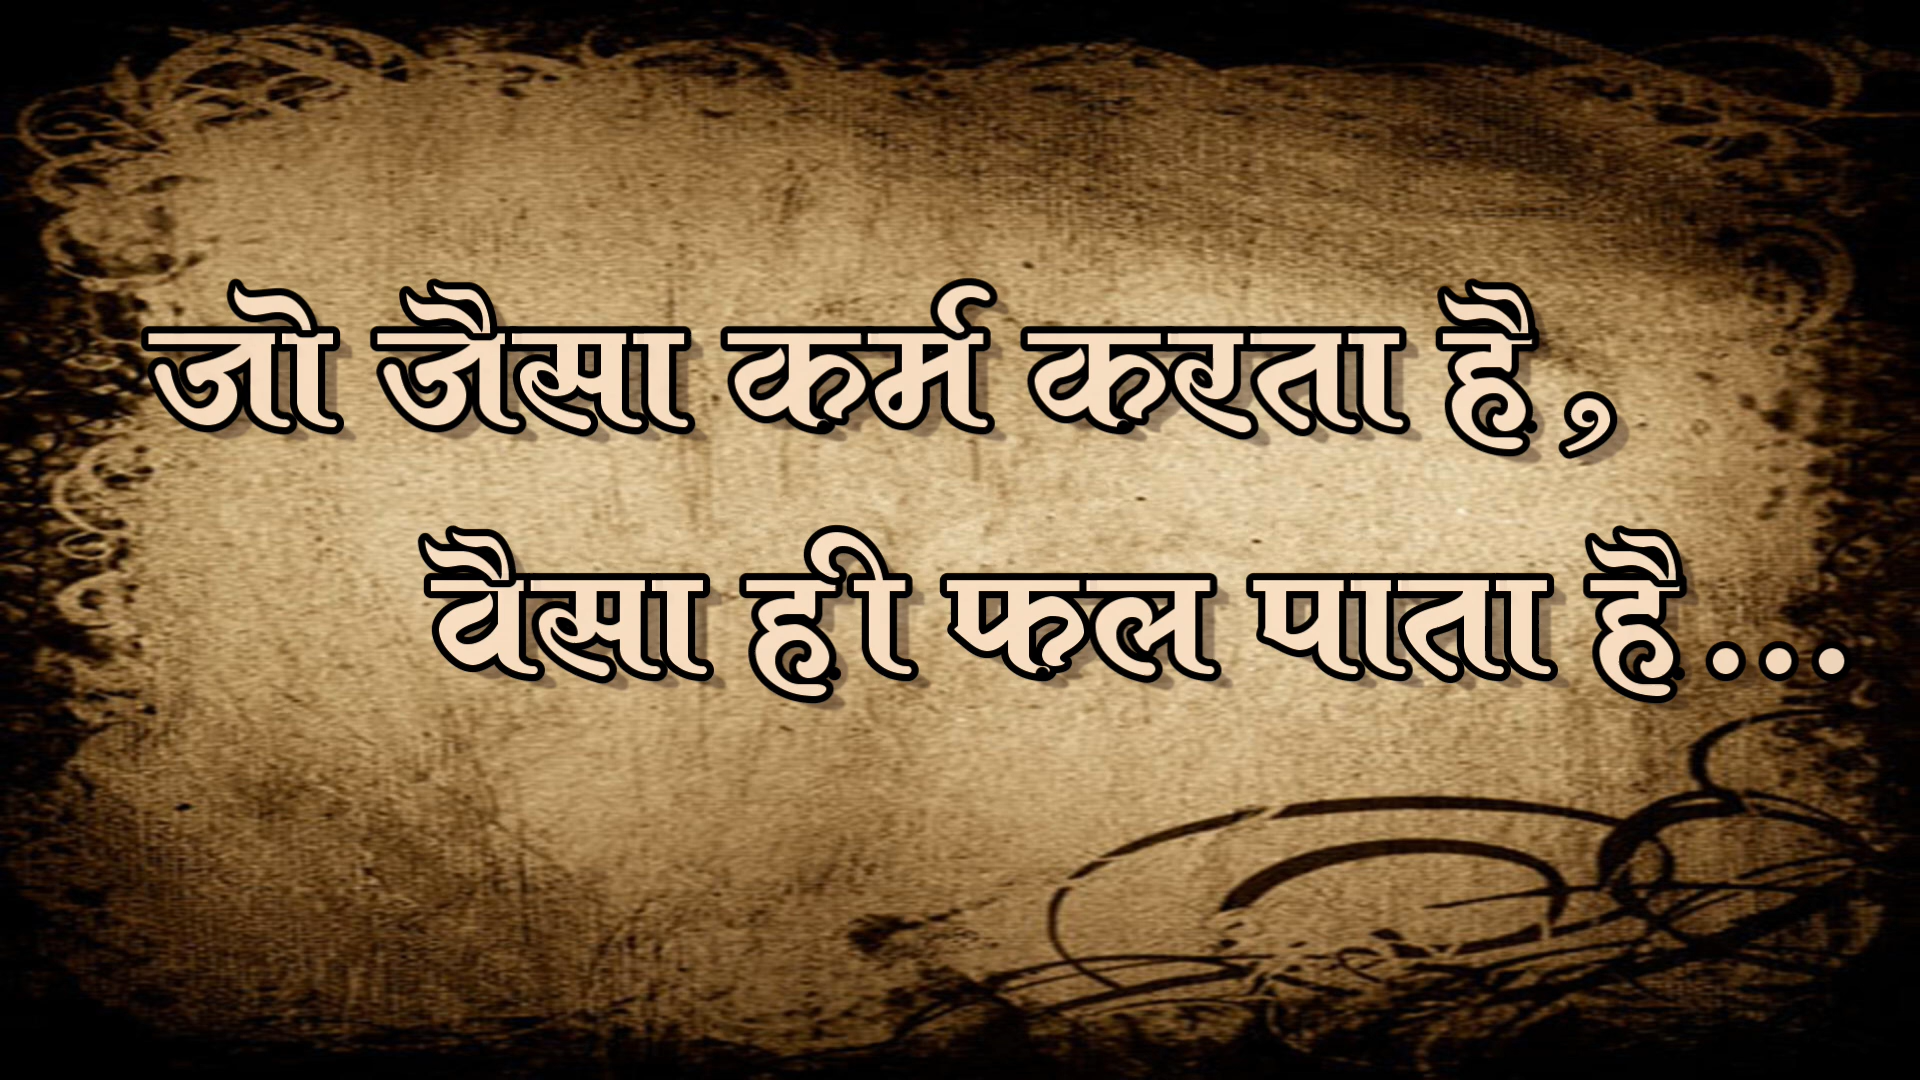 जो जैसा कर्म करता है,
वैसा ही फल पाता है...